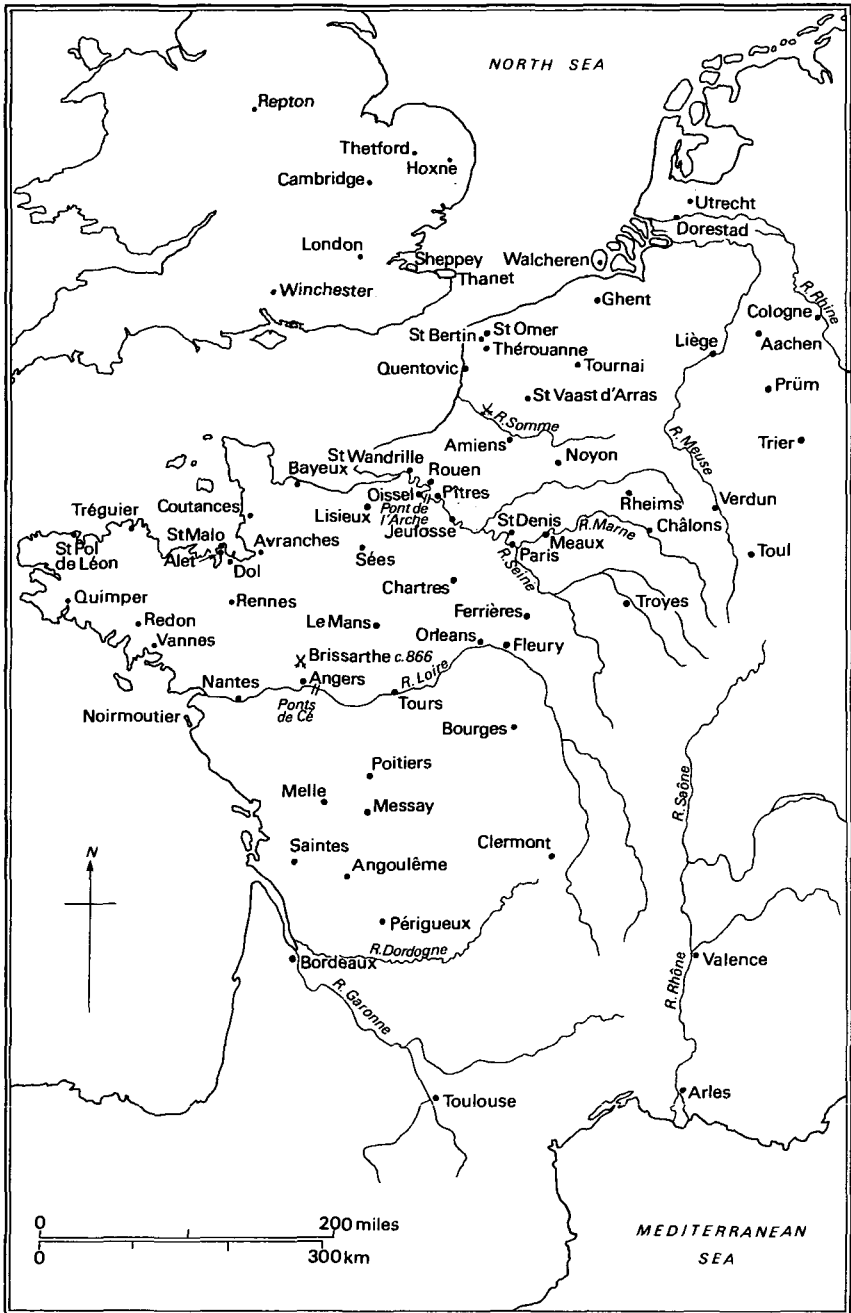 NORTH SEA
Repton
Thetford
Hoxne
Cambridge
Utrecht
Dorestad
London
Sheppey
Thanet
Walcheren
Winchester
Ghent
R. Rhine
Cologne
St Bertin
St Omer
Thérouanne
Liège
Aachen
Quentovic
Tournai
St Vaast d'Arras
Prüm
R. Somme
Amiens
Noyon
R. Meuse
Trier
St Wandrille
Rouen
Bayeux
Oissel
Pîtres
Pont de
l'Arche
Rheims
Verdun
Tréguier
Coutances
Lisieux
Jeufosse
St Denis
R. Marne
Châlons
St Malo
Avranches
Sées
Paris
Meaux
Toul
St Pol
de Léon
Alet
Dol
R. Seine
Chartres
Troyes
Quimper
Rennes
Redon
Le Mans
Ferrières
Vannes
Orleans
Fleury
Brissarthe c.866
Nantes
Angers
R. Loire
Ponts
de Cé
Tours
Noirmoutier
Bourges
Poitiers
Melle
Messay
R. Saône
Saintes
Clermont
Angoulême
N
Périgueux
R. Dordogne
Bordeaux
Valence
R. Garonne
R. Rhône
Toulouse
Arles
0 200 miles
0 300 km
MEDITERRANEAN
SEA